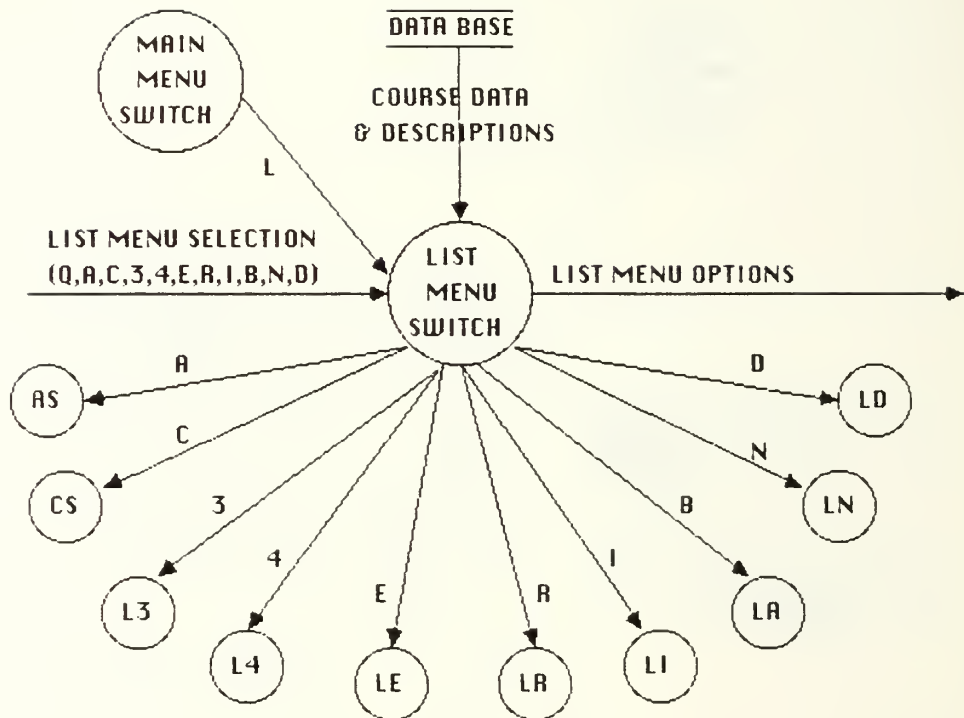 MAIN
MENU
SWITCH
DATA BASE
COURSE DATA
& DESCRIPTIONS
L
LIST MENU SELECTION
(Q,A,C,3,4,E,R,I,B,N,D)
LIST
MENU
SWITCH
LIST MENU OPTIONS
A
D
AS
LD
C
N
CS
LN
3
B
4
I
E
R
L3
LA
L4
LI
LE
LR